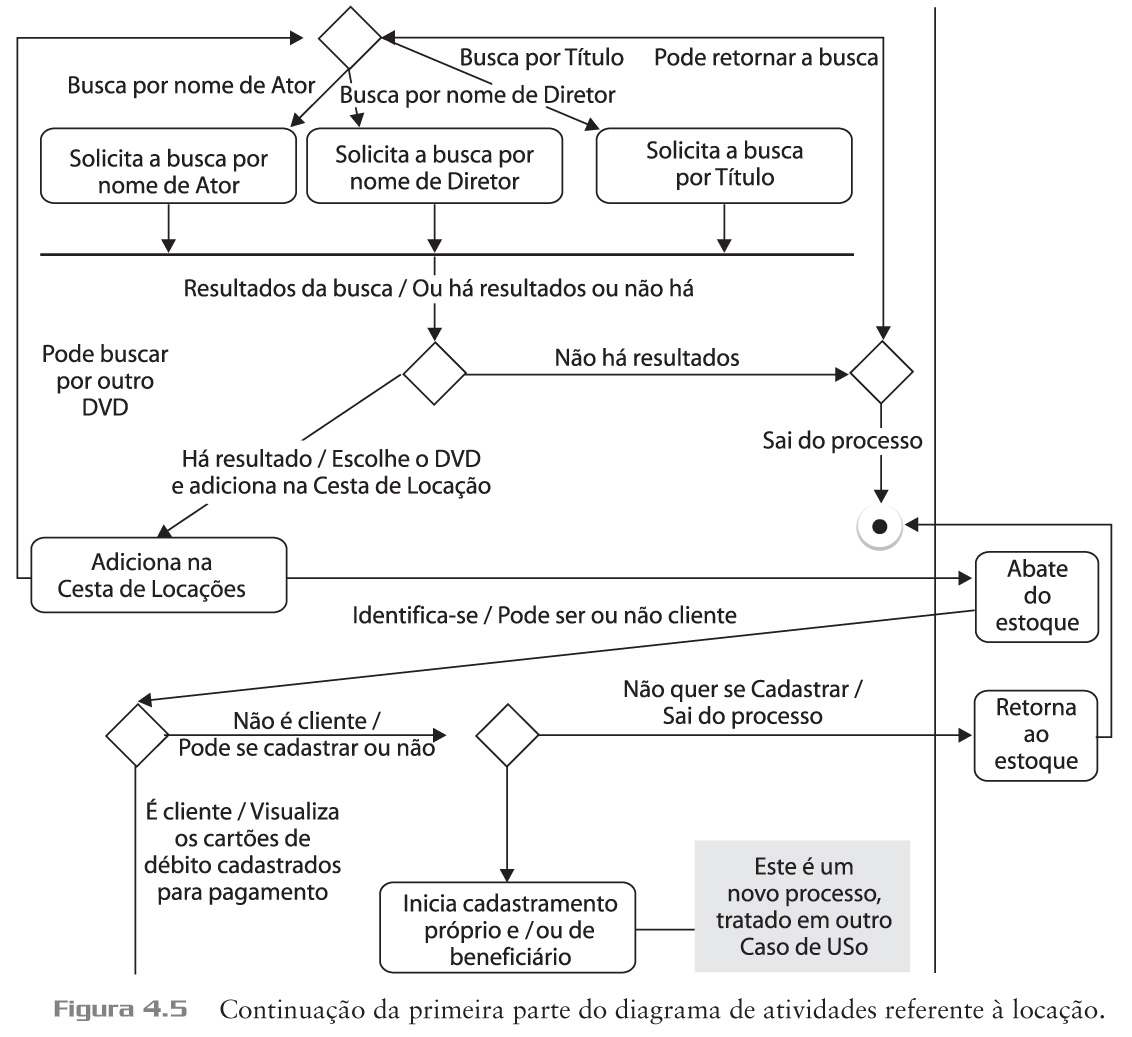 Busca por Título
Pode retornar a busca
Busca por nome de Ator
Busca por nome de Diretor
Solicita a busca por
nome de Ator
Solicita a busca por
nome de Diretor
Solicita a busca
por Título
Resultados da busca / Ou há resultados ou não há
Pode buscar
por outro
DVD
Não há resultados
Sai do processo
Há resultado / Escolhe o DVD
e adiciona na Cesta de Locação
Adiciona na
Cesta de Locações
Abate
do
estoque
Identifica-se / Pode ser ou não cliente
Não é cliente /
Pode se cadastrar ou não
Não quer se Cadastrar /
Sai do processo
Retorna
ao
estoque
É cliente / Visualiza
os cartões de
débito cadastrados
para pagamento
Inicia cadastramento
próprio e / ou de
beneficiário
Este é um
novo processo,
tratado em outro
Caso de USo
Figura 4.5 Continuação da primeira parte do diagrama de atividades referente à locação.